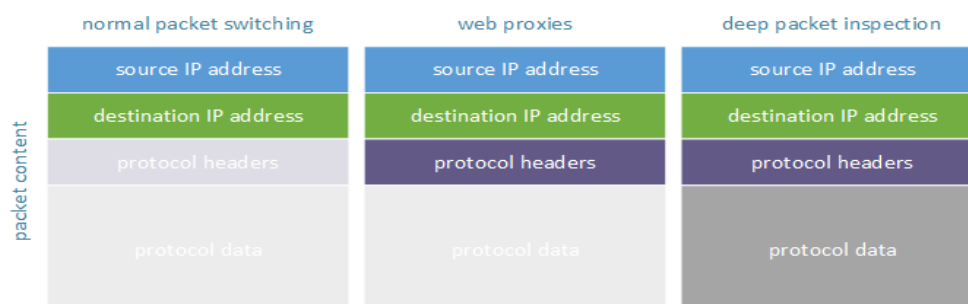 normal packet switching
web proxies
deep packet inspection
packet content
source IP address
source IP address
source IP address
destination IP address
destination IP address
destination IP address
protocol headers
protocol headers
protocol headers
protocol data
protocol data
protocol data